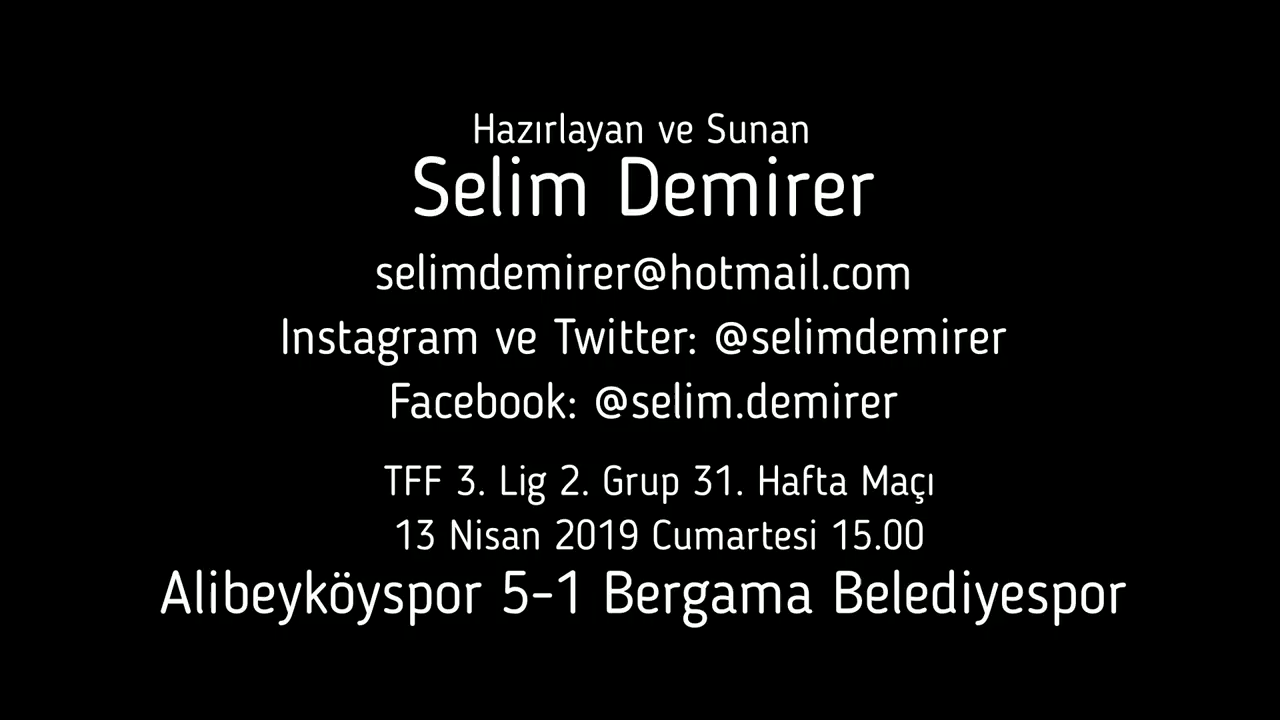 Hazırlayan ve Sunan
Selim Demirer
selimdemirer@hotmail.com
Instagram ve Twitter: @selimdemirer
Facebook: @selim.demirer
TFF 3. Lig 2. Grup 31. Hafta Maçı
13 Nisan 2019 Cumartesi 15.00
Alibeyköyspor 5-1 Bergama Belediyespor